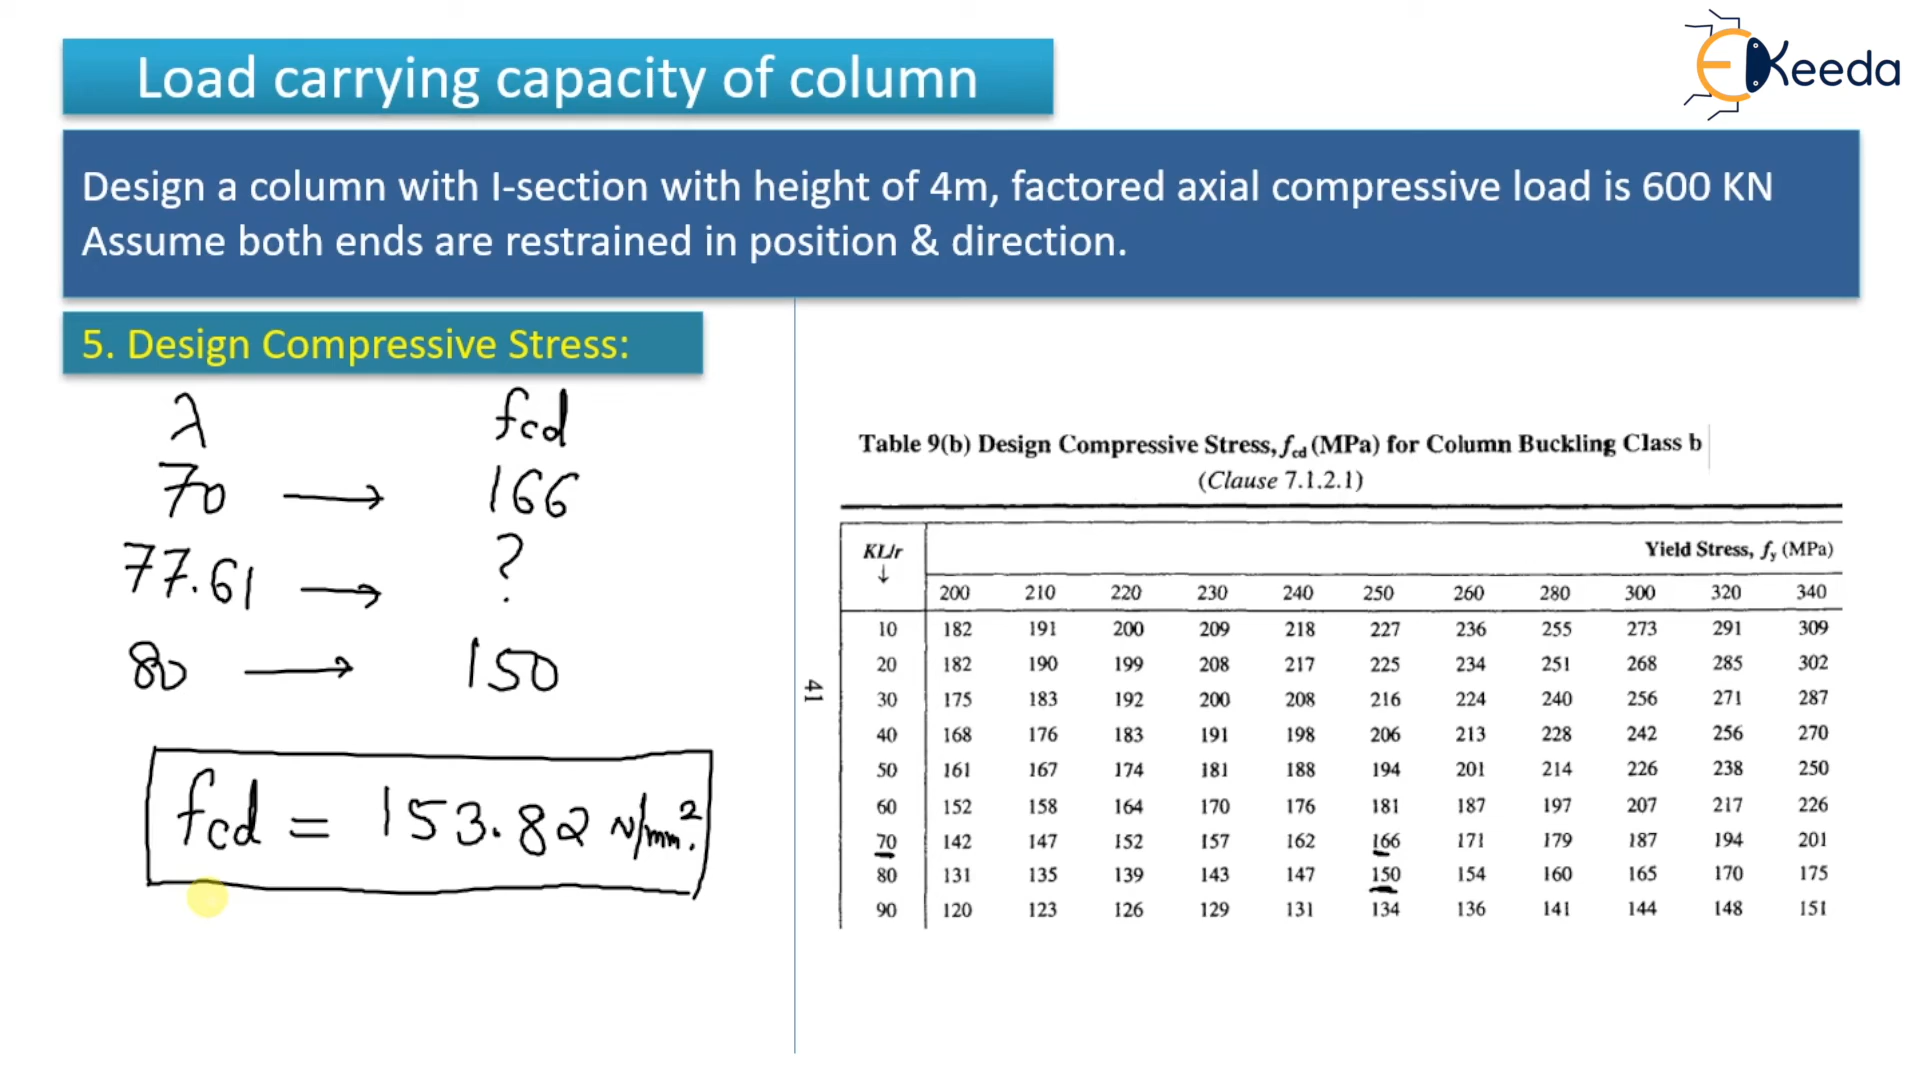 Load carrying capacity of column
EKeeda
Design a column with I-section with height of 4m, factored axial compressive load is 600 KN
Assume both ends are restrained in position & direction.
5. Design Compressive Stress:
λ fcd
70 → 166
77.61 → ?
80 → 150
fcd = 153.82 N/mm.²
41
Table 9(b) Design Compressive Stress, fcd (MPa) for Column Buckling Class b
(Clause 7.1.2.1)
KL/r Yield Stress, fy (MPa)
↓
200 210 220 230 240 250 260 280 300 320 340
10 182 191 200 209 218 227 236 255 273 291 309
20 182 190 199 208 217 225 234 251 268 285 302
30 175 183 192 200 208 216 224 240 256 271 287
40 168 176 183 191 198 206 213 228 242 256 270
50 161 167 174 181 188 194 201 214 226 238 250
60 152 158 164 170 176 181 187 197 207 217 226
70 142 147 152 157 162 166 171 179 187 194 201
80 131 135 139 143 147 150 154 160 165 170 175
90 120 123 126 129 131 134 136 141 144 148 151